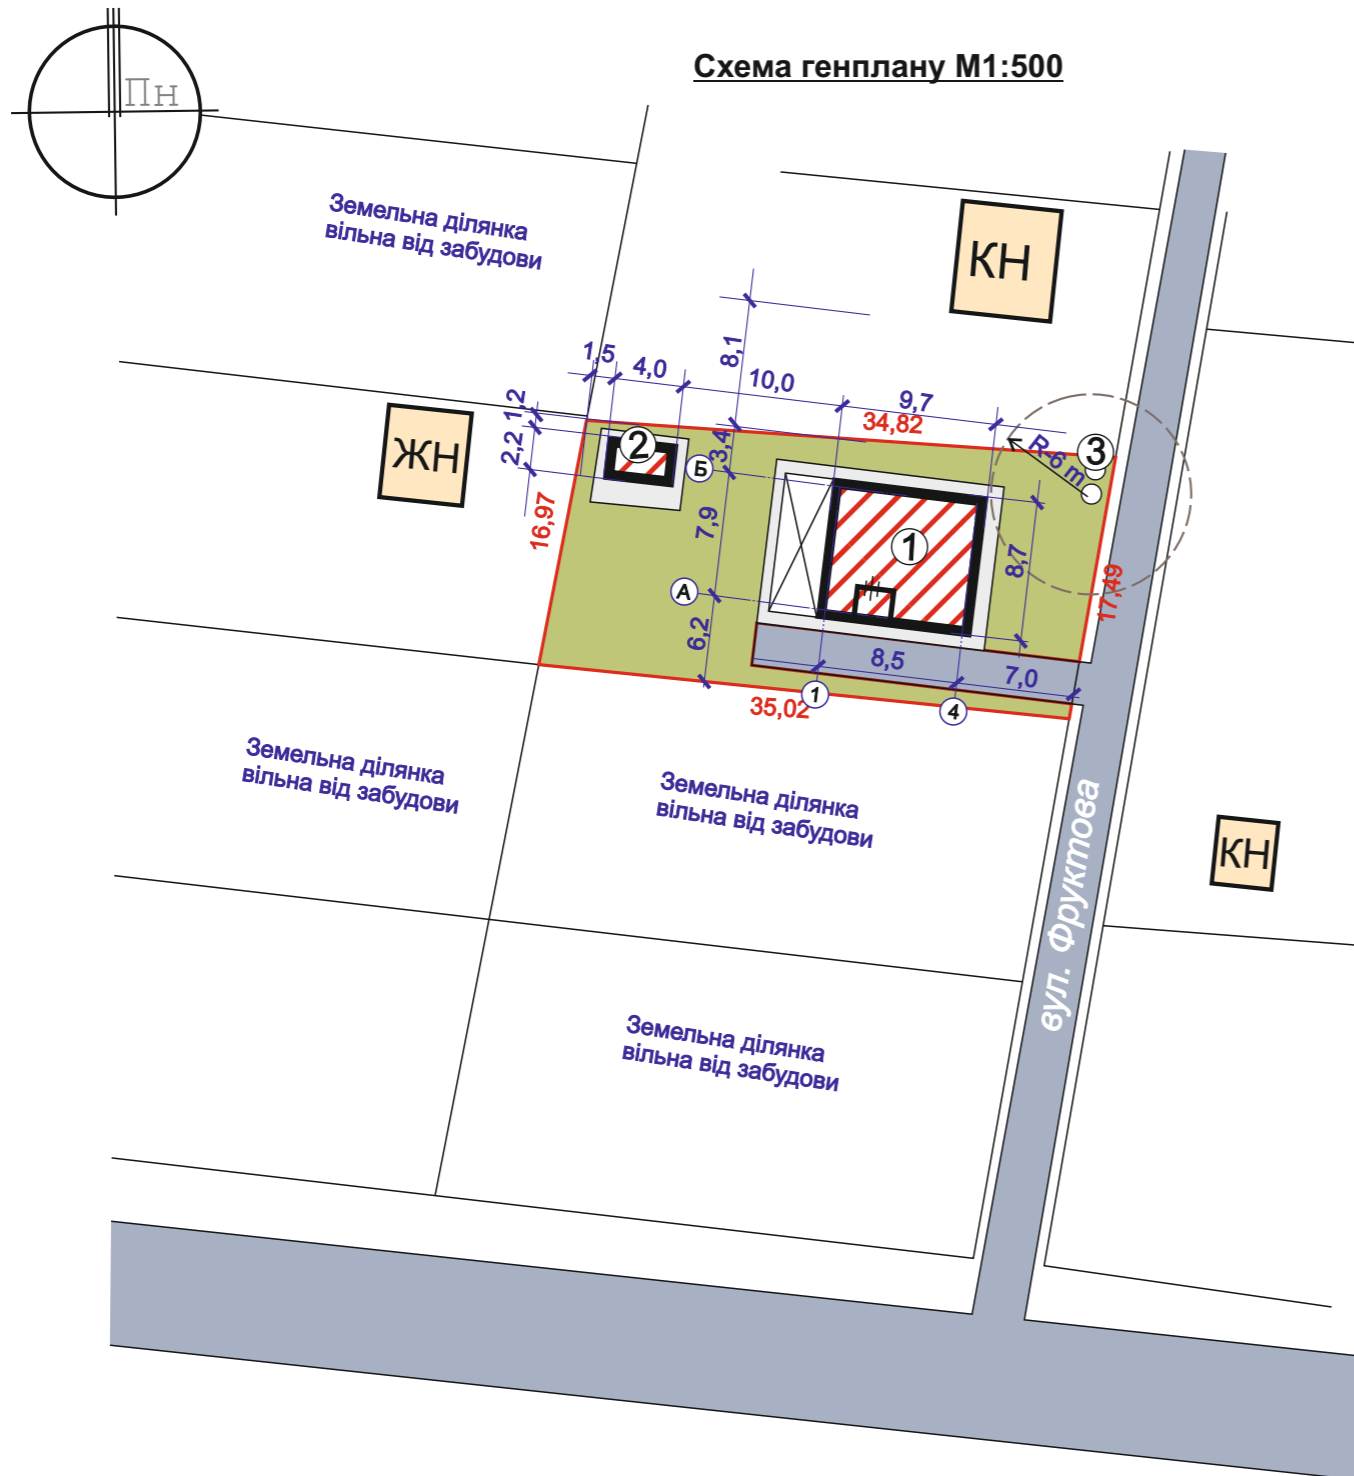 Схема генплану М1:500
Пн
Земельна ділянка
вільна від забудови
КН
8,1
1,5
4,0
10,0
9,7
34,82
1,2
2,2
ЖН
2
3,4
Б
R-6 m
3
16,97
7,9
1
8,7
17,49
А
6,2
8,5
7,0
35,02
1
4
Земельна ділянка
вільна від забудови
Земельна ділянка
вільна від забудови
вул. Фруктова
КН
Земельна ділянка
вільна від забудови